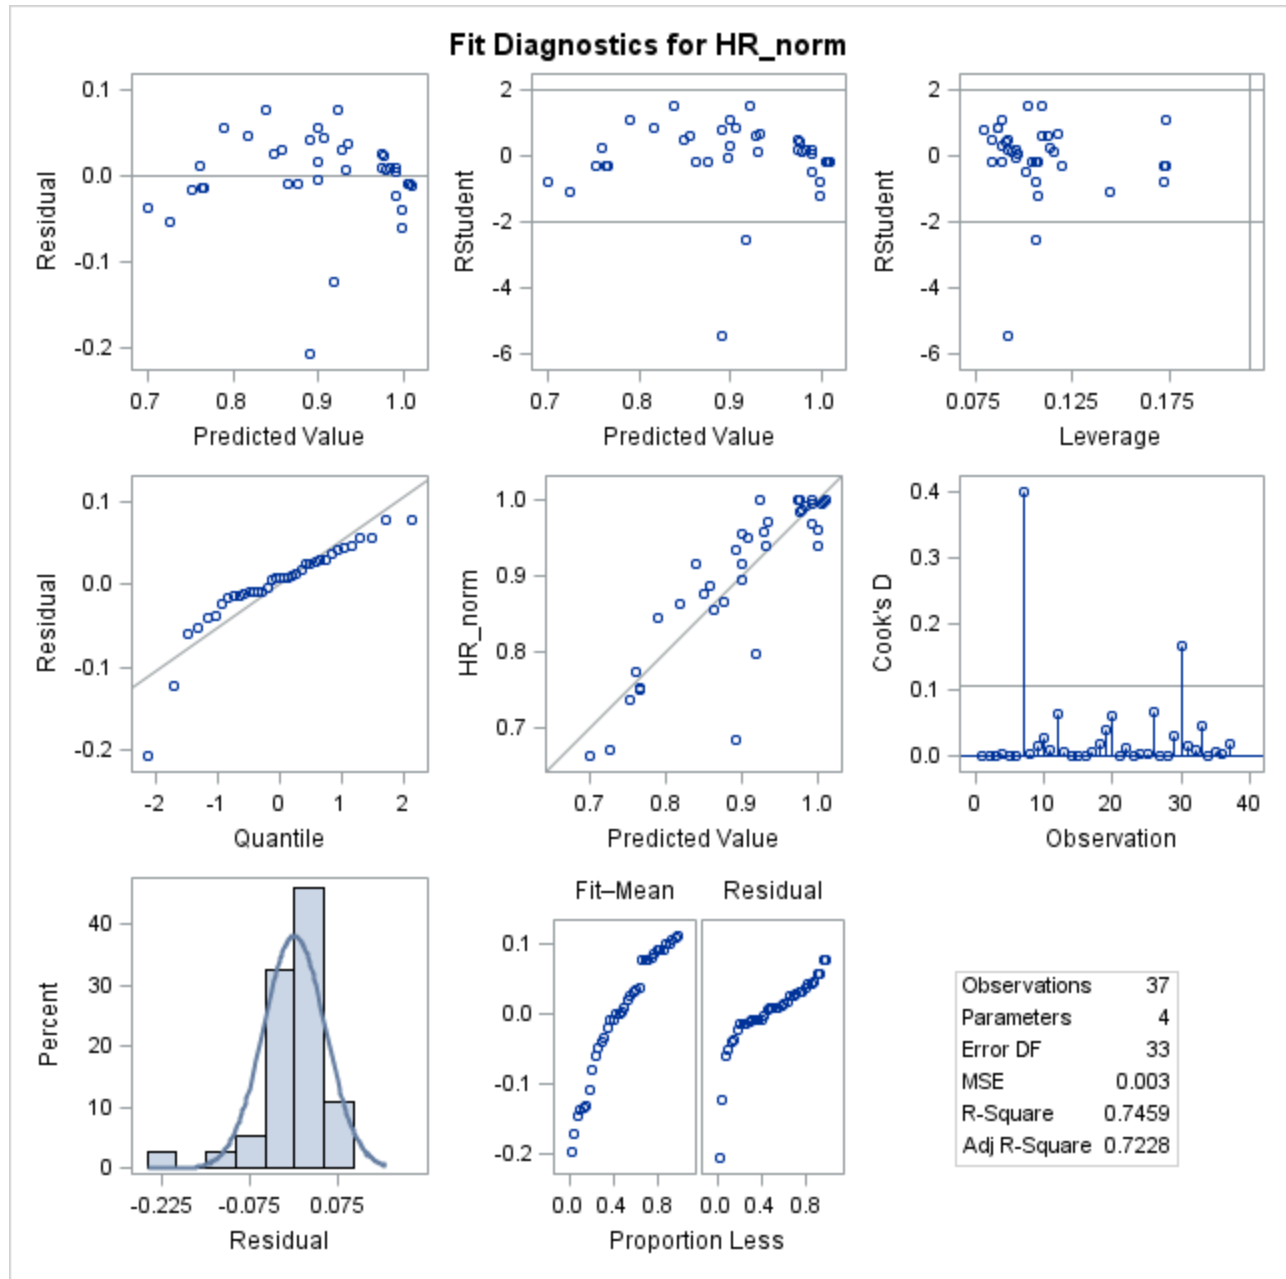 Fit Diagnostics for HR_norm
0.1
0.0
-0.1
-0.2
Residual
0.7 0.8 0.9 1.0
Predicted Value
2
0
-2
-4
-6
RStudent
0.7 0.8 0.9 1.0
Predicted Value
2
0
-2
-4
-6
RStudent
0.075 0.125 0.175
Leverage
0.1
0.0
-0.1
-0.2
Residual
-2 -1 0 1 2
Quantile
1.0
0.9
0.8
0.7
HR_norm
0.7 0.8 0.9 1.0
Predicted Value
0.4
0.3
0.2
0.1
0.0
Cook's D
0 10 20 30 40
Observation
40
30
20
10
0
Percent
-0.225 -0.075 0.075
Residual
Fit–Mean Residual
0.1
0.0
-0.1
-0.2
0.0 0.4 0.8 0.0 0.4 0.8
Proportion Less
Observations 37
Parameters 4
Error DF 33
MSE 0.003
R-Square 0.7459
Adj R-Square 0.7228